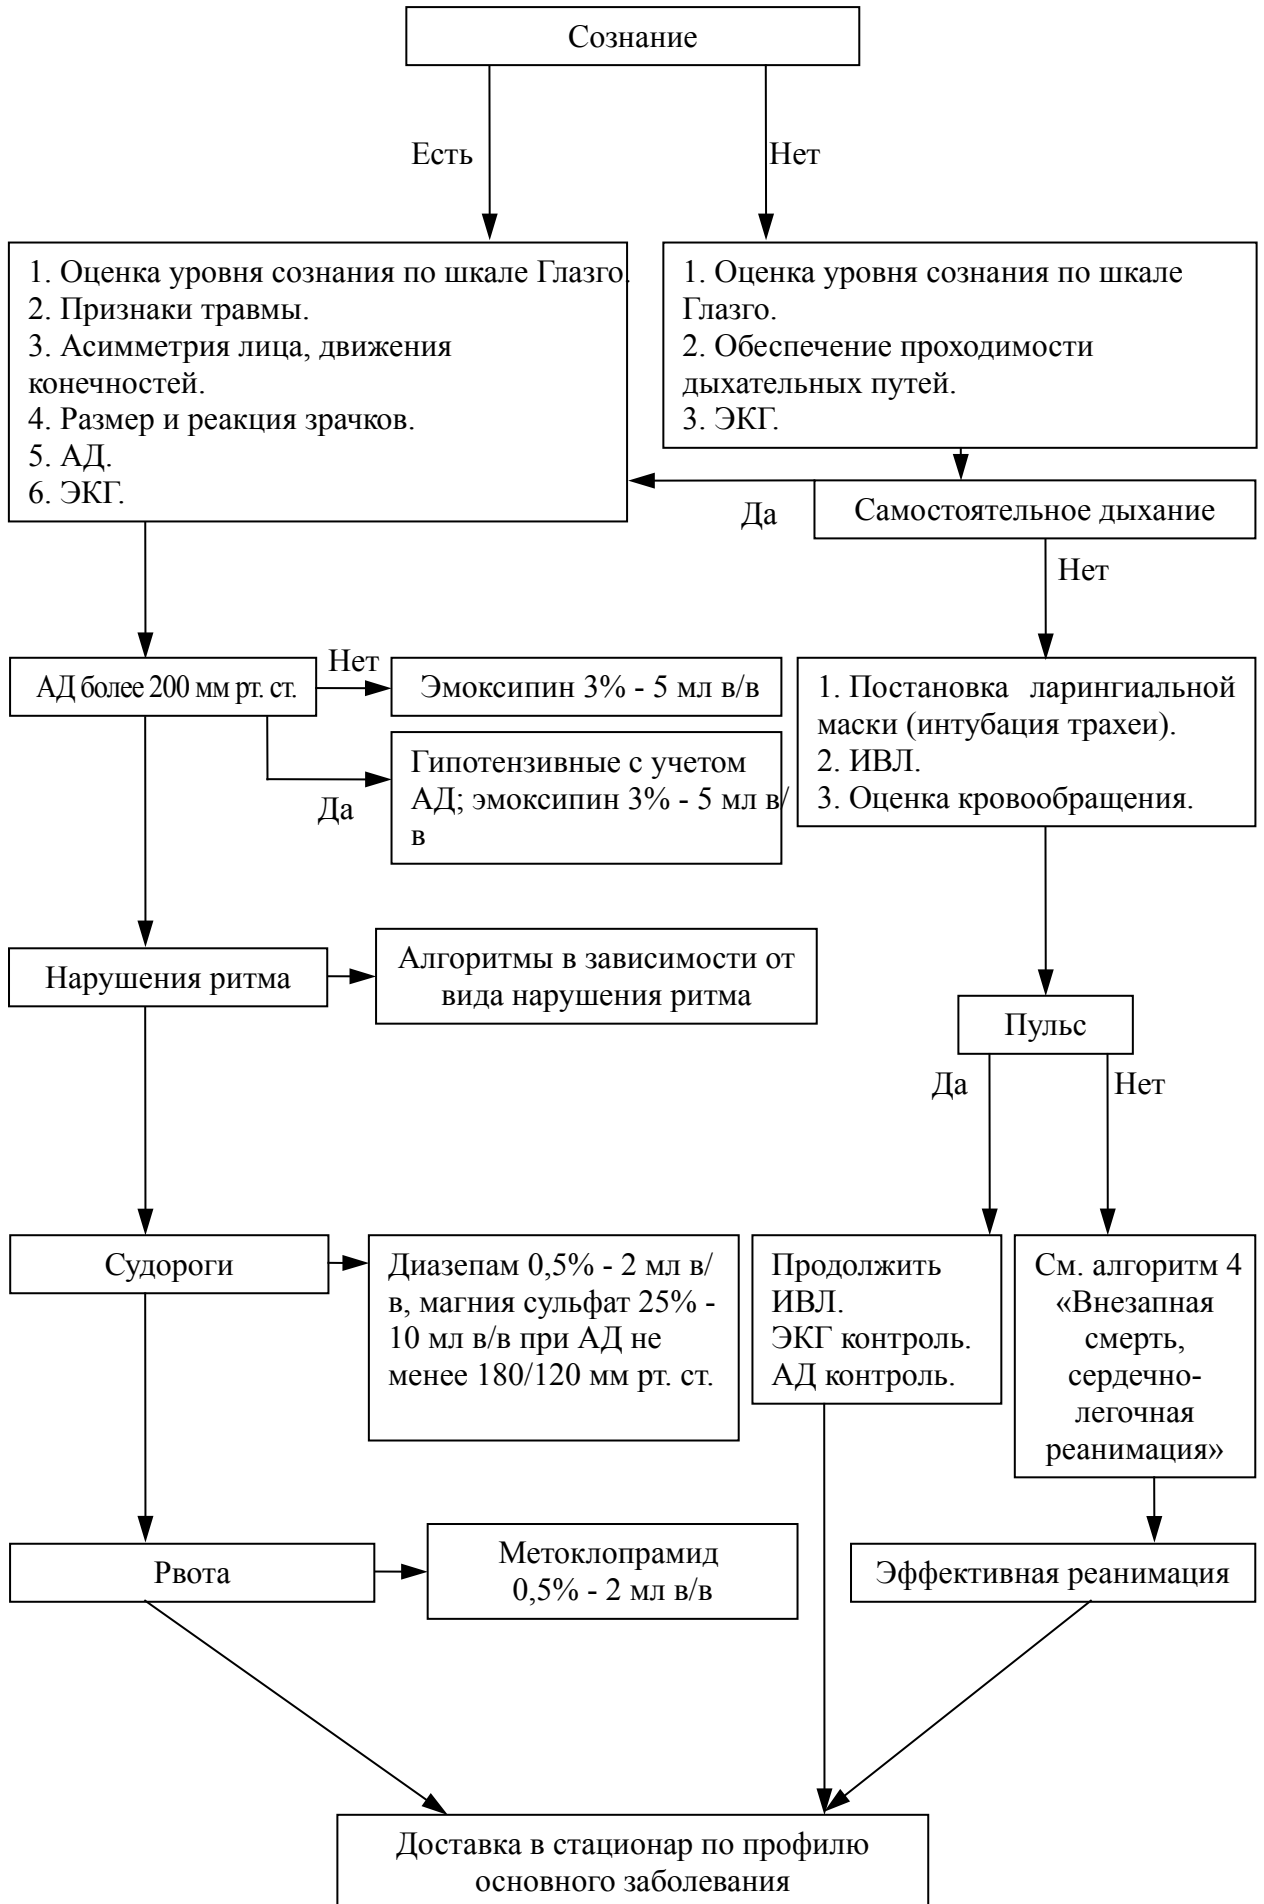 Сознание
Есть
Нет
1. Оценка уровня сознания по шкале Глазго.
2. Признаки травмы.
3. Асимметрия лица, движения
конечностей.
4. Размер и реакция зрачков.
5. АД.
6. ЭКГ.
1. Оценка уровня сознания по шкале
Глазго.
2. Обеспечение проходимости
дыхательных путей.
3. ЭКГ.
Да
Самостоятельное дыхание
Нет
АД более 200 мм рт. ст.
Нет
Эмоксипин 3% - 5 мл в/в
Да
Гипотензивные с учетом
АД; эмоксипин 3% - 5 мл в/
в
1. Постановка ларингиальной
маски (интубация трахеи).
2. ИВЛ.
3. Оценка кровообращения.
Нарушения ритма
Алгоритмы в зависимости от
вида нарушения ритма
Пульс
Да
Нет
Судороги
Диазепам 0,5% - 2 мл в/
в, магния сульфат 25% -
10 мл в/в при АД не
менее 180/120 мм рт. ст.
Продолжить
ИВЛ.
ЭКГ контроль.
АД контроль.
См. алгоритм 4
«Внезапная
смерть,
сердечно-
легочная
реанимация»
Рвота
Метоклопрамид
0,5% - 2 мл в/в
Эффективная реанимация
Доставка в стационар по профилю
основного заболевания